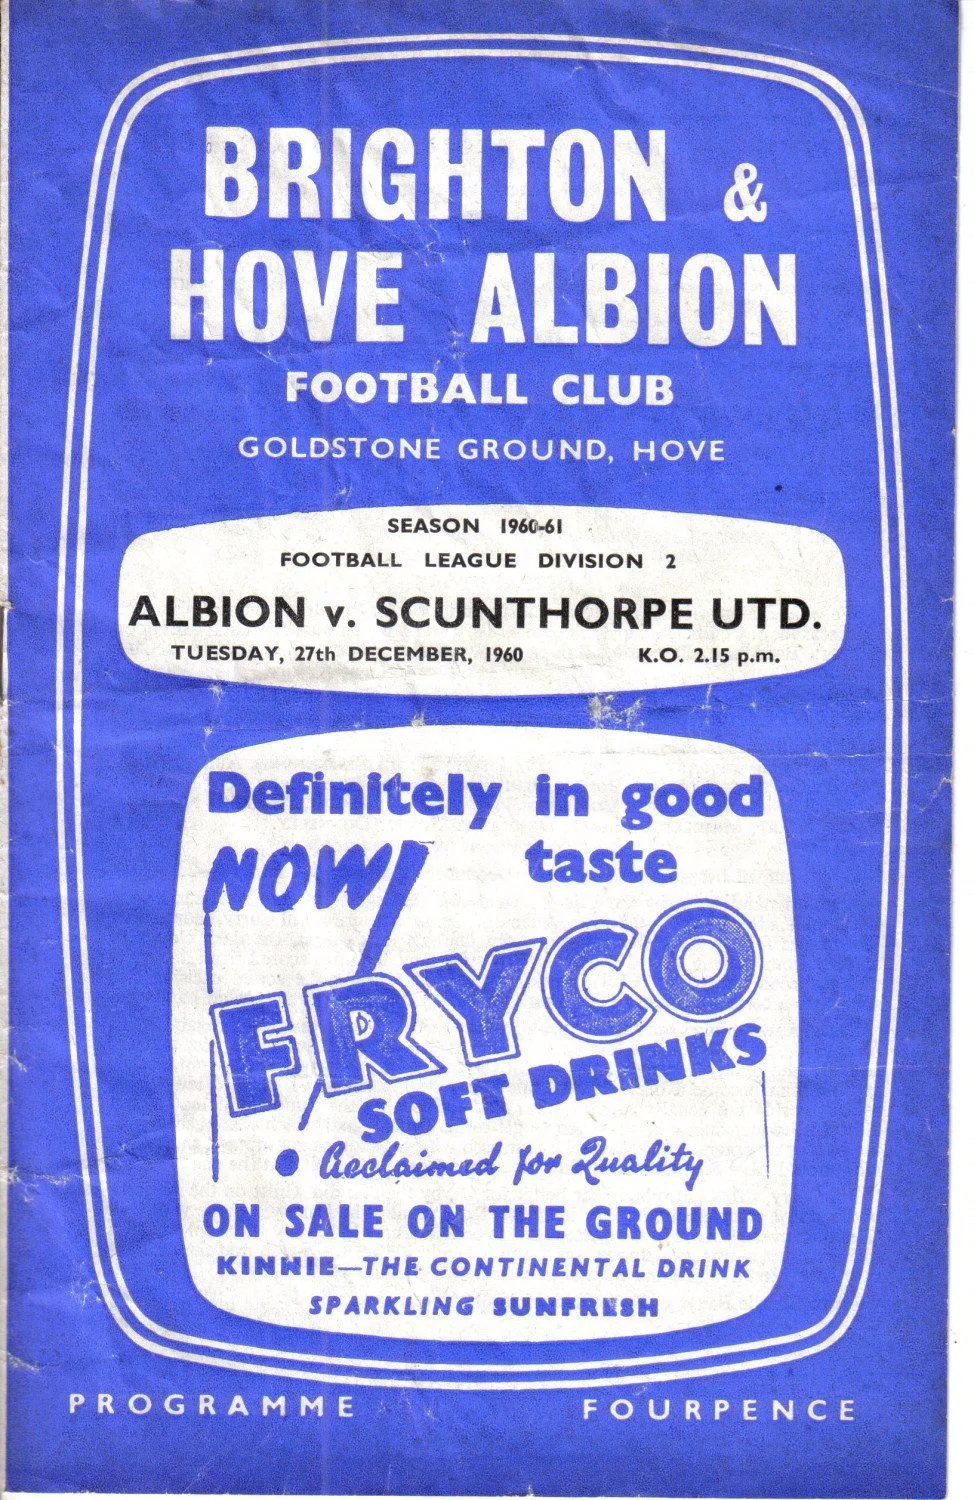 BRIGHTON &
HOVE ALBION
FOOTBALL CLUB
GOLDSTONE GROUND, HOVE
SEASON 1960-61
FOOTBALL LEAGUE DIVISION 2
ALBION v. SCUNTHORPE UTD.
TUESDAY, 27th DECEMBER, 1960 K.O. 2.15 p.m.
Definitely in good
taste
NOW!
FRYCO
SOFT DRINKS
Acclaimed for Quality
ON SALE ON THE GROUND
KINNIE—THE CONTINENTAL DRINK
SPARKLING SUNFRESH
PROGRAMME FOURPENCE